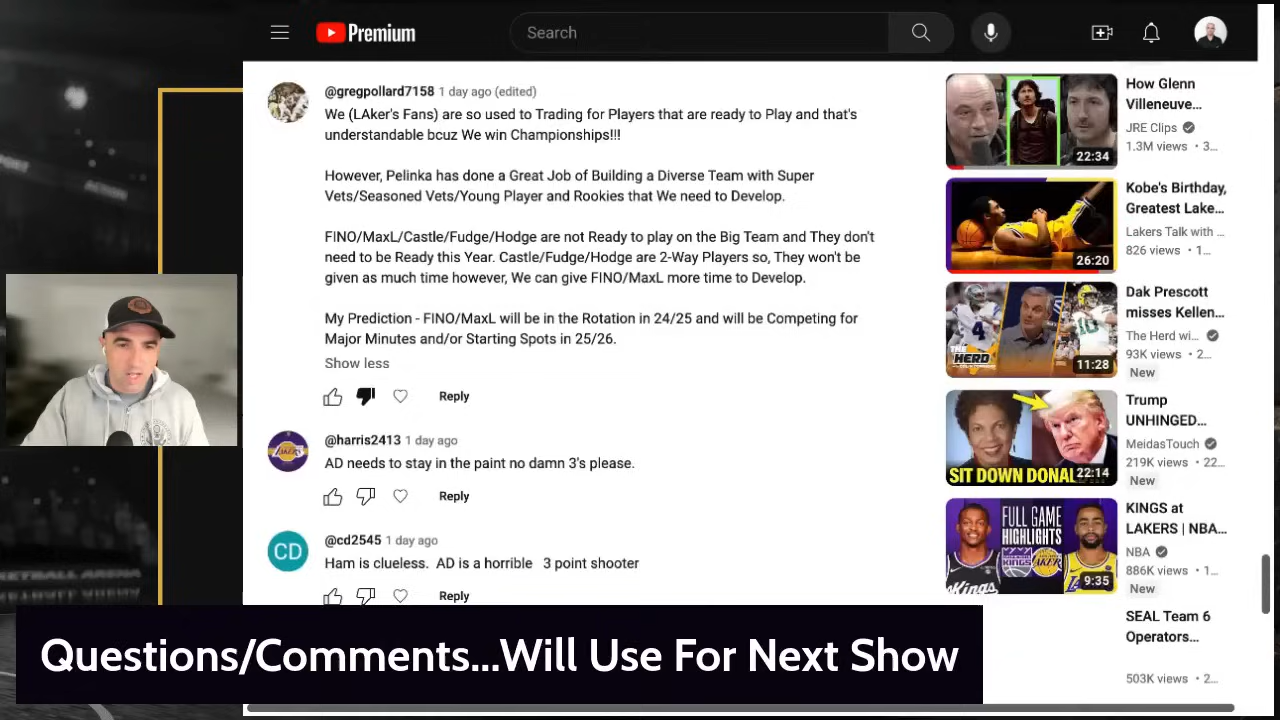 Premium
Search
@gregpollard7158 1 day ago (edited)
We (LAker's Fans) are so used to Trading for Players that are ready to Play and that's
understandable bcuz We win Championships!!!
However, Pelinka has done a Great Job of Building a Diverse Team with Super
Vets/Seasoned Vets/Young Player and Rookies that We need to Develop.
FINO/MaxL/Castle/Fudge/Hodge are not Ready to play on the Big Team and They don't
need to be Ready this Year. Castle/Fudge/Hodge are 2-Way Players so, They won't be
given as much time however, We can give FINO/MaxL more time to Develop.
My Prediction - FINO/MaxL will be in the Rotation in 24/25 and will be Competing for
Major Minutes and/or Starting Spots in 25/26.
Show less
Reply
@harris2413 1 day ago
AD needs to stay in the paint no damn 3's please.
Reply
CD
@cd2545 1 day ago
Ham is clueless. AD is a horrible 3 point shooter
Reply
22:34
How Glenn
Villeneuve...
JRE Clips
1.3M views • 3...
26:20
Kobe's Birthday,
Greatest Lake...
Lakers Talk with ...
826 views • 1...
THE HERD
11:28
Dak Prescott
misses Kellen...
The Herd wi...
93K views • 2...
New
SIT DOWN DONAL
22:14
Trump
UNHINGED...
MeidasTouch
219K views • 22...
New
FULL GAME
HIGHLIGHTS
9:35
KINGS at
LAKERS | NBA...
NBA
886K views • 1...
New
SEAL Team 6
Operators...
503K views • 2...
Questions/Comments...Will Use For Next Show